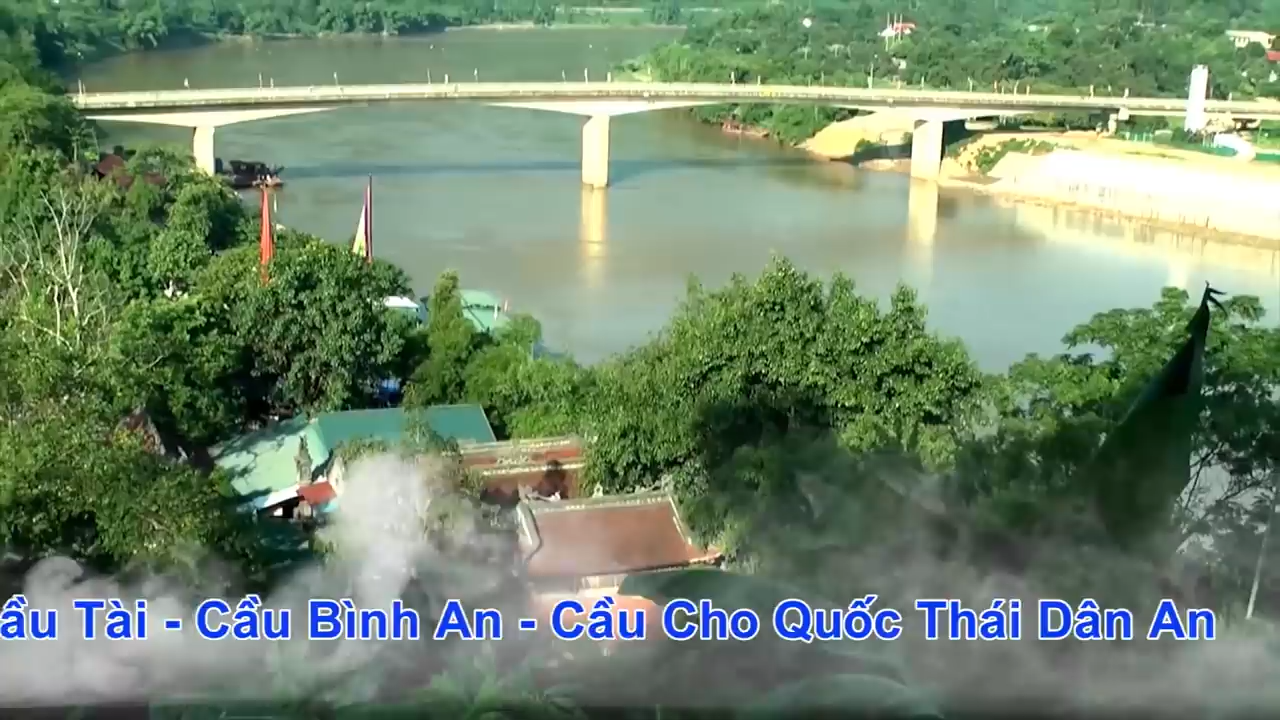 ầu Tài - Cầu Bình An - Cầu Cho Quốc Thái Dân An